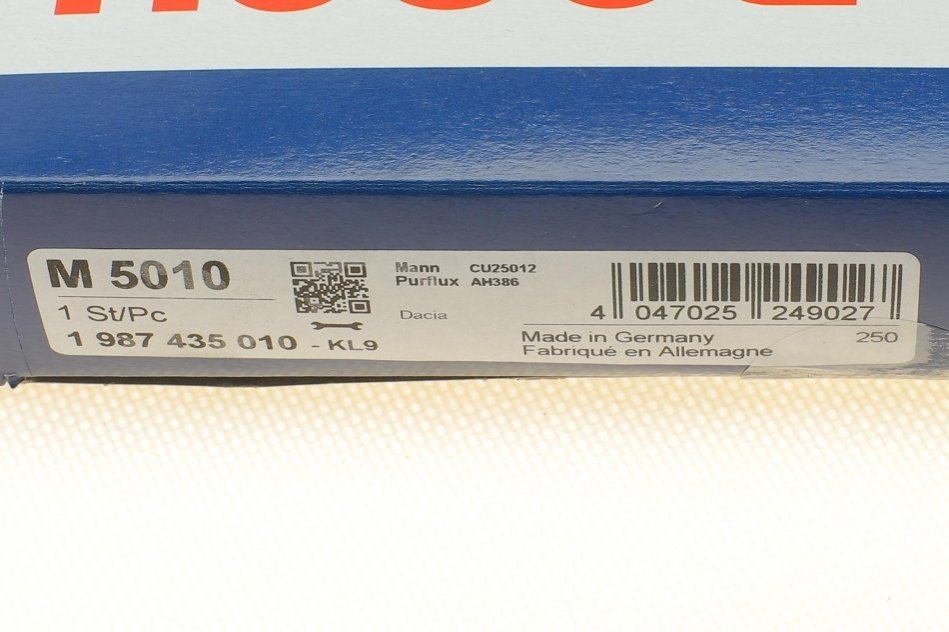 M 5010
1 St/Pc
1 987 435 010 - KL9
Mann CU25012
Purflux AH386
Dacia
4 047025 249027
Made in Germany 250
Fabriqué en Allemagne